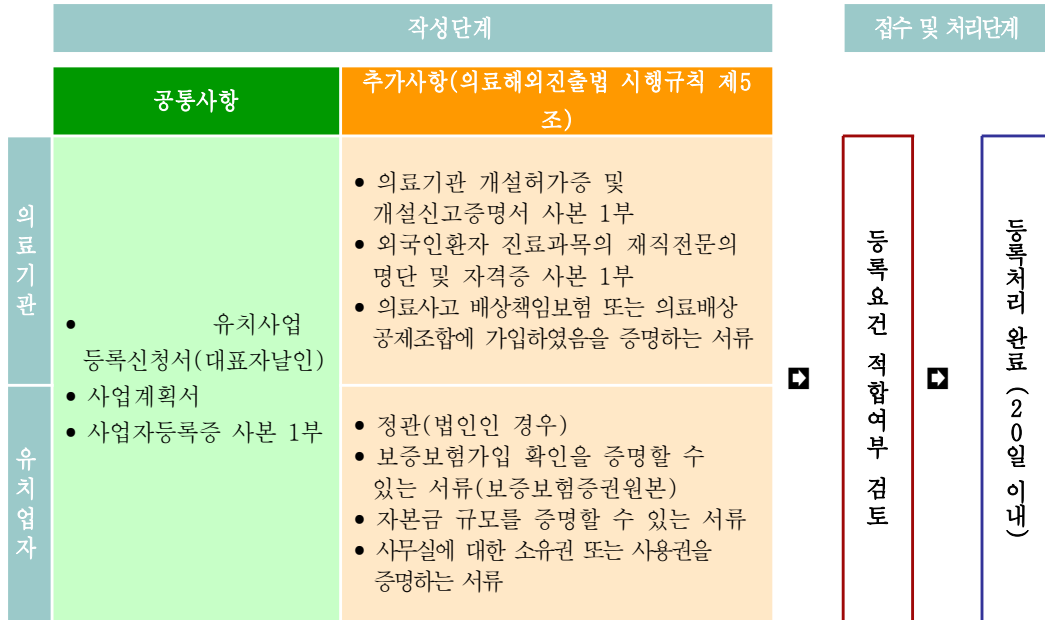 작성단계
접수 및 처리단계
공통사항
추가사항(의료해외진출법 시행규칙 제5
조)
의료기관
• 유치사업
등록신청서(대표자날인)
• 사업계획서
• 사업자등록증 사본 1부
• 의료기관 개설허가증 및
개설신고증명서 사본 1부
• 외국인환자 진료과목의 재직전문의
명단 및 자격증 사본 1부
• 의료사고 배상책임보험 또는 의료배상
공제조합에 가입하였음을 증명하는 서류
유치업자
• 정관(법인인 경우)
• 보증보험가입 확인을 증명할 수
있는 서류(보증보험증권원본)
• 자본금 규모를 증명할 수 있는 서류
• 사무실에 대한 소유권 또는 사용권을
증명하는 서류
등록요건 적합여부 검토
등록처리 완료 (20일 이내)